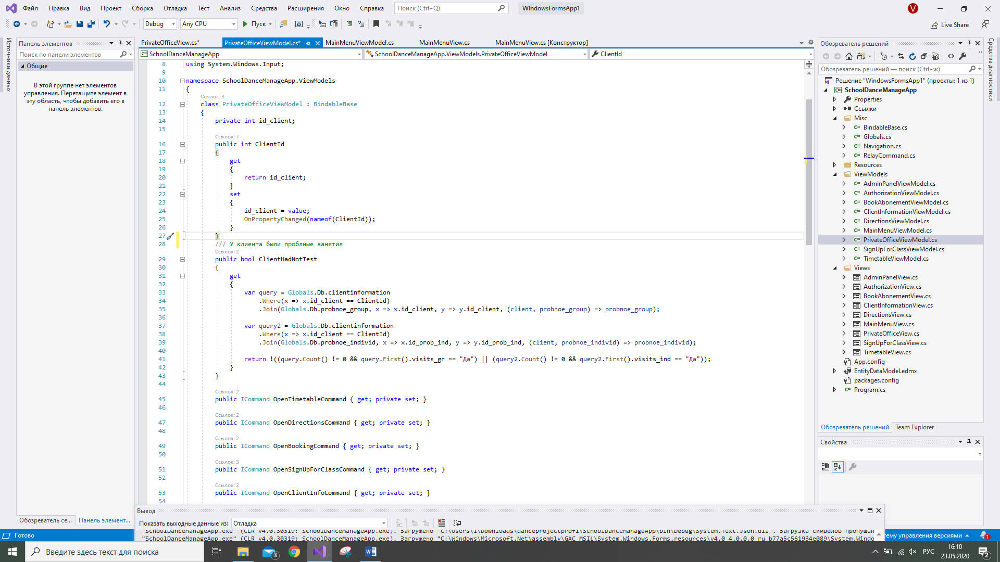 Файл Правка Вид Проект Сборка Отладка Тест Анализ Средства Расширения Окно Справка Поиск (Ctrl+Q) WindowsFormsApp1 V
Debug Any CPU Пуск Live Share
Источники данных
Панель элементов
Поиск по панели элементов
Общие
В этой группе нет элементов
управления. Перетащите элемент в
эту область, чтобы добавить его в
панель элементов.
Обозреватель се... Панель элемент...
PrivateOfficeView.cs* PrivateOfficeViewModel.cs* MainMenuViewModel.cs MainMenuView.cs MainMenuView.cs [Конструктор]
SchoolDanceManageApp SchoolDanceManageApp.ViewModels.PrivateOfficeViewModel ClientId
8 using System.Windows.Input;
9
10 namespace SchoolDanceManageApp.ViewModels
11 {
Ссылок: 3
12 class PrivateOfficeViewModel : BindableBase
13 {
14 private int id_client;
15
Ссылок: 7
16 public int ClientId
17 {
18 get
19 {
20 return id_client;
21 }
22 set
23 {
24 id_client = value;
25 OnPropertyChanged(nameof(ClientId));
26 }
27 }
28 /// У клиента были проблные занятия
Ссылок: 2
29 public bool ClientHadNotTest
30 {
31 get
32 {
33 var query = Globals.Db.clientinformation
34 .Where(x => x.id_client == ClientId)
35 .Join(Globals.Db.probnoe_group, x => x.id_client, y => y.id_client, (client, probnoe_group) => probnoe_group);
36
37 var query2 = Globals.Db.clientinformation
38 .Where(x => x.id_client == ClientId)
39 .Join(Globals.Db.probnoe_individ, x => x.id_prob_ind, y => y.id_prob_ind, (client, probnoe_individ) => probnoe_individ);
40
41 return !((query.Count() != 0 && query.First().visits_gr == "Да") || (query2.Count() != 0 && query2.First().visits_ind == "Да"));
42 }
43 }
44
Ссылок: 2
45 public ICommand OpenTimetableCommand { get; private set; }
46
Ссылок: 2
47 public ICommand OpenDirectionsCommand { get; private set; }
48
Ссылок: 2
49 public ICommand OpenBookingCommand { get; private set; }
50
Ссылок: 3
51 public ICommand OpenSignUpForClassCommand { get; private set; }
52
Ссылок: 2
53 public ICommand OpenClientInfoCommand { get; private set; }
54
Вывод
Показать выходные данные из: Отладка
"SchoolDanceManageApp.exe" (CLR v4.0.30319: SchoolDanceManageApp.exe). Загружено "C:\Users\1\Downloads\danceprojectprofi\SchoolDanceManageApp\bin\Debug\System.Text.Json.dll". Загрузка символов пропущен
"SchoolDanceManageApp.exe" (CLR v4.0.30319: SchoolDanceManageApp.exe). Загружено "C:\Windows\Microsoft.Net\assembly\GAC_MSIL\System.Windows.Forms.resources\v4.0_4.0.0.0_ru_b77a5c561934e089\System.Windo
Обозреватель решений
Обозреватель решений — поиск (Ctrl+ж)
Решение "WindowsFormsApp1" (проекты: 1 из 1)
SchoolDanceManageApp
Properties
Ссылки
Misc
BindableBase.cs
Globals.cs
Navigation.cs
RelayCommand.cs
Resources
ViewModels
AdminPanelViewModel.cs
AuthorizationViewModel.cs
BookAbonementViewModel.cs
ClientInformationViewModel.cs
DirectionsViewModel.cs
MainMenuViewModel.cs
PrivateOfficeViewModel.cs
SignUpForClassViewModel.cs
TimetableViewModel.cs
Views
AdminPanelView.cs
AuthorizationView.cs
BookAbonementView.cs
ClientInformationView.cs
DirectionsView.cs
MainMenuView.cs
PrivateOfficeView.cs
SignUpForClassView.cs
TimetableView.cs
App.config
EntityDataModel.edmx
packages.config
Program.cs
Обозреватель решений Team Explorer
Свойства
Средства диагностики
Готово тему управления версиями 1
Введите здесь текст для поиска 3 РУС 16:10 2
23.05.2020